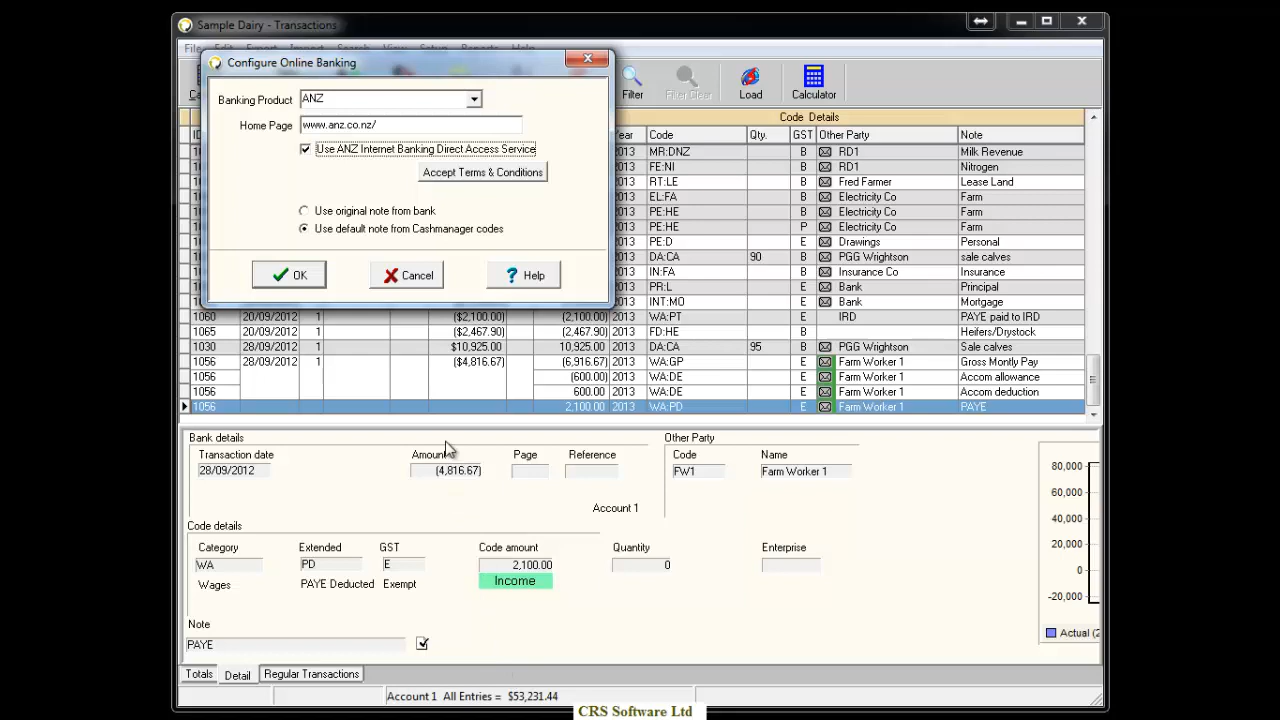 Sample Dairy - Transactions
File Edit Export Import Search View Setup Reports Help
Configure Online Banking
Banking Product ANZ
Home Page www.anz.co.nz/
Use ANZ Internet Banking Direct Access Service
Accept Terms & Conditions
Use original note from bank
Use default note from Cashmanager codes
OK Cancel Help
Filter Filter Clear Load Calculator
Code Details
Year Code Qty. GST Other Party Note
2013 MR:DNZ B RD1 Milk Revenue
2013 FE:NI B RD1 Nitrogen
2013 RT:LE B Fred Farmer Lease Land
2013 EL:FA B Electricity Co Farm
2013 PE:HE B Electricity Co Farm
2013 PE:HE P Electricity Co Farm
2013 PE:D E Drawings Personal
2013 DA:CA 90 B PGG Wrightson sale calves
2013 IN:FA B Insurance Co Insurance
2013 PR:L E Bank Principal
2013 INT:MO E Bank Mortgage
1060 20/09/2012 1 ($2,100.00) (2,100.00) 2013 WA:PT E IRD PAYE paid to IRD
1065 20/09/2012 1 ($2,467.90) (2,467.90) 2013 FD:HE B Heifers/Drystock
1030 28/09/2012 1 $10,925.00 10,925.00 2013 DA:CA 95 B PGG Wrightson Sale calves
1056 28/09/2012 1 ($4,816.67) (6,916.67) 2013 WA:GP E Farm Worker 1 Gross Montly Pay
1056 (600.00) 2013 WA:DE E Farm Worker 1 Accom allowance
1056 600.00 2013 WA:DE E Farm Worker 1 Accom deduction
1056 2,100.00 2013 WA:PD E Farm Worker 1 PAYE
Bank details Other Party
Transaction date Amount Page Reference Code Name
28/09/2012 (4,816.67) FW1 Farm Worker 1
Account 1
Code details
Category Extended GST Code amount Quantity Enterprise
WA PD E 2,100.00 0
Wages PAYE Deducted Exempt Income
Note
PAYE
80,000
60,000
40,000
20,000
0
-20,000
Actual (2
Totals Detail Regular Transactions
Account 1 All Entries = $53,231.44
CRS Software Ltd